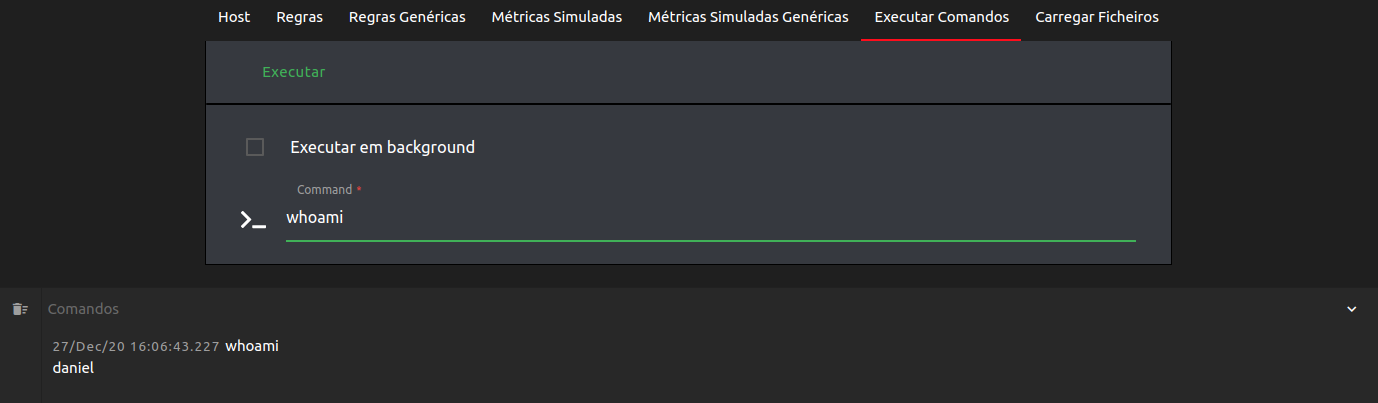 Host Regras Regras Genéricas Métricas Simuladas Métricas Simuladas Genéricas Executar Comandos Carregar Ficheiros
Executar
Executar em background
Command *
whoami
Comandos
27/Dec/20 16:06:43.227 whoami
daniel